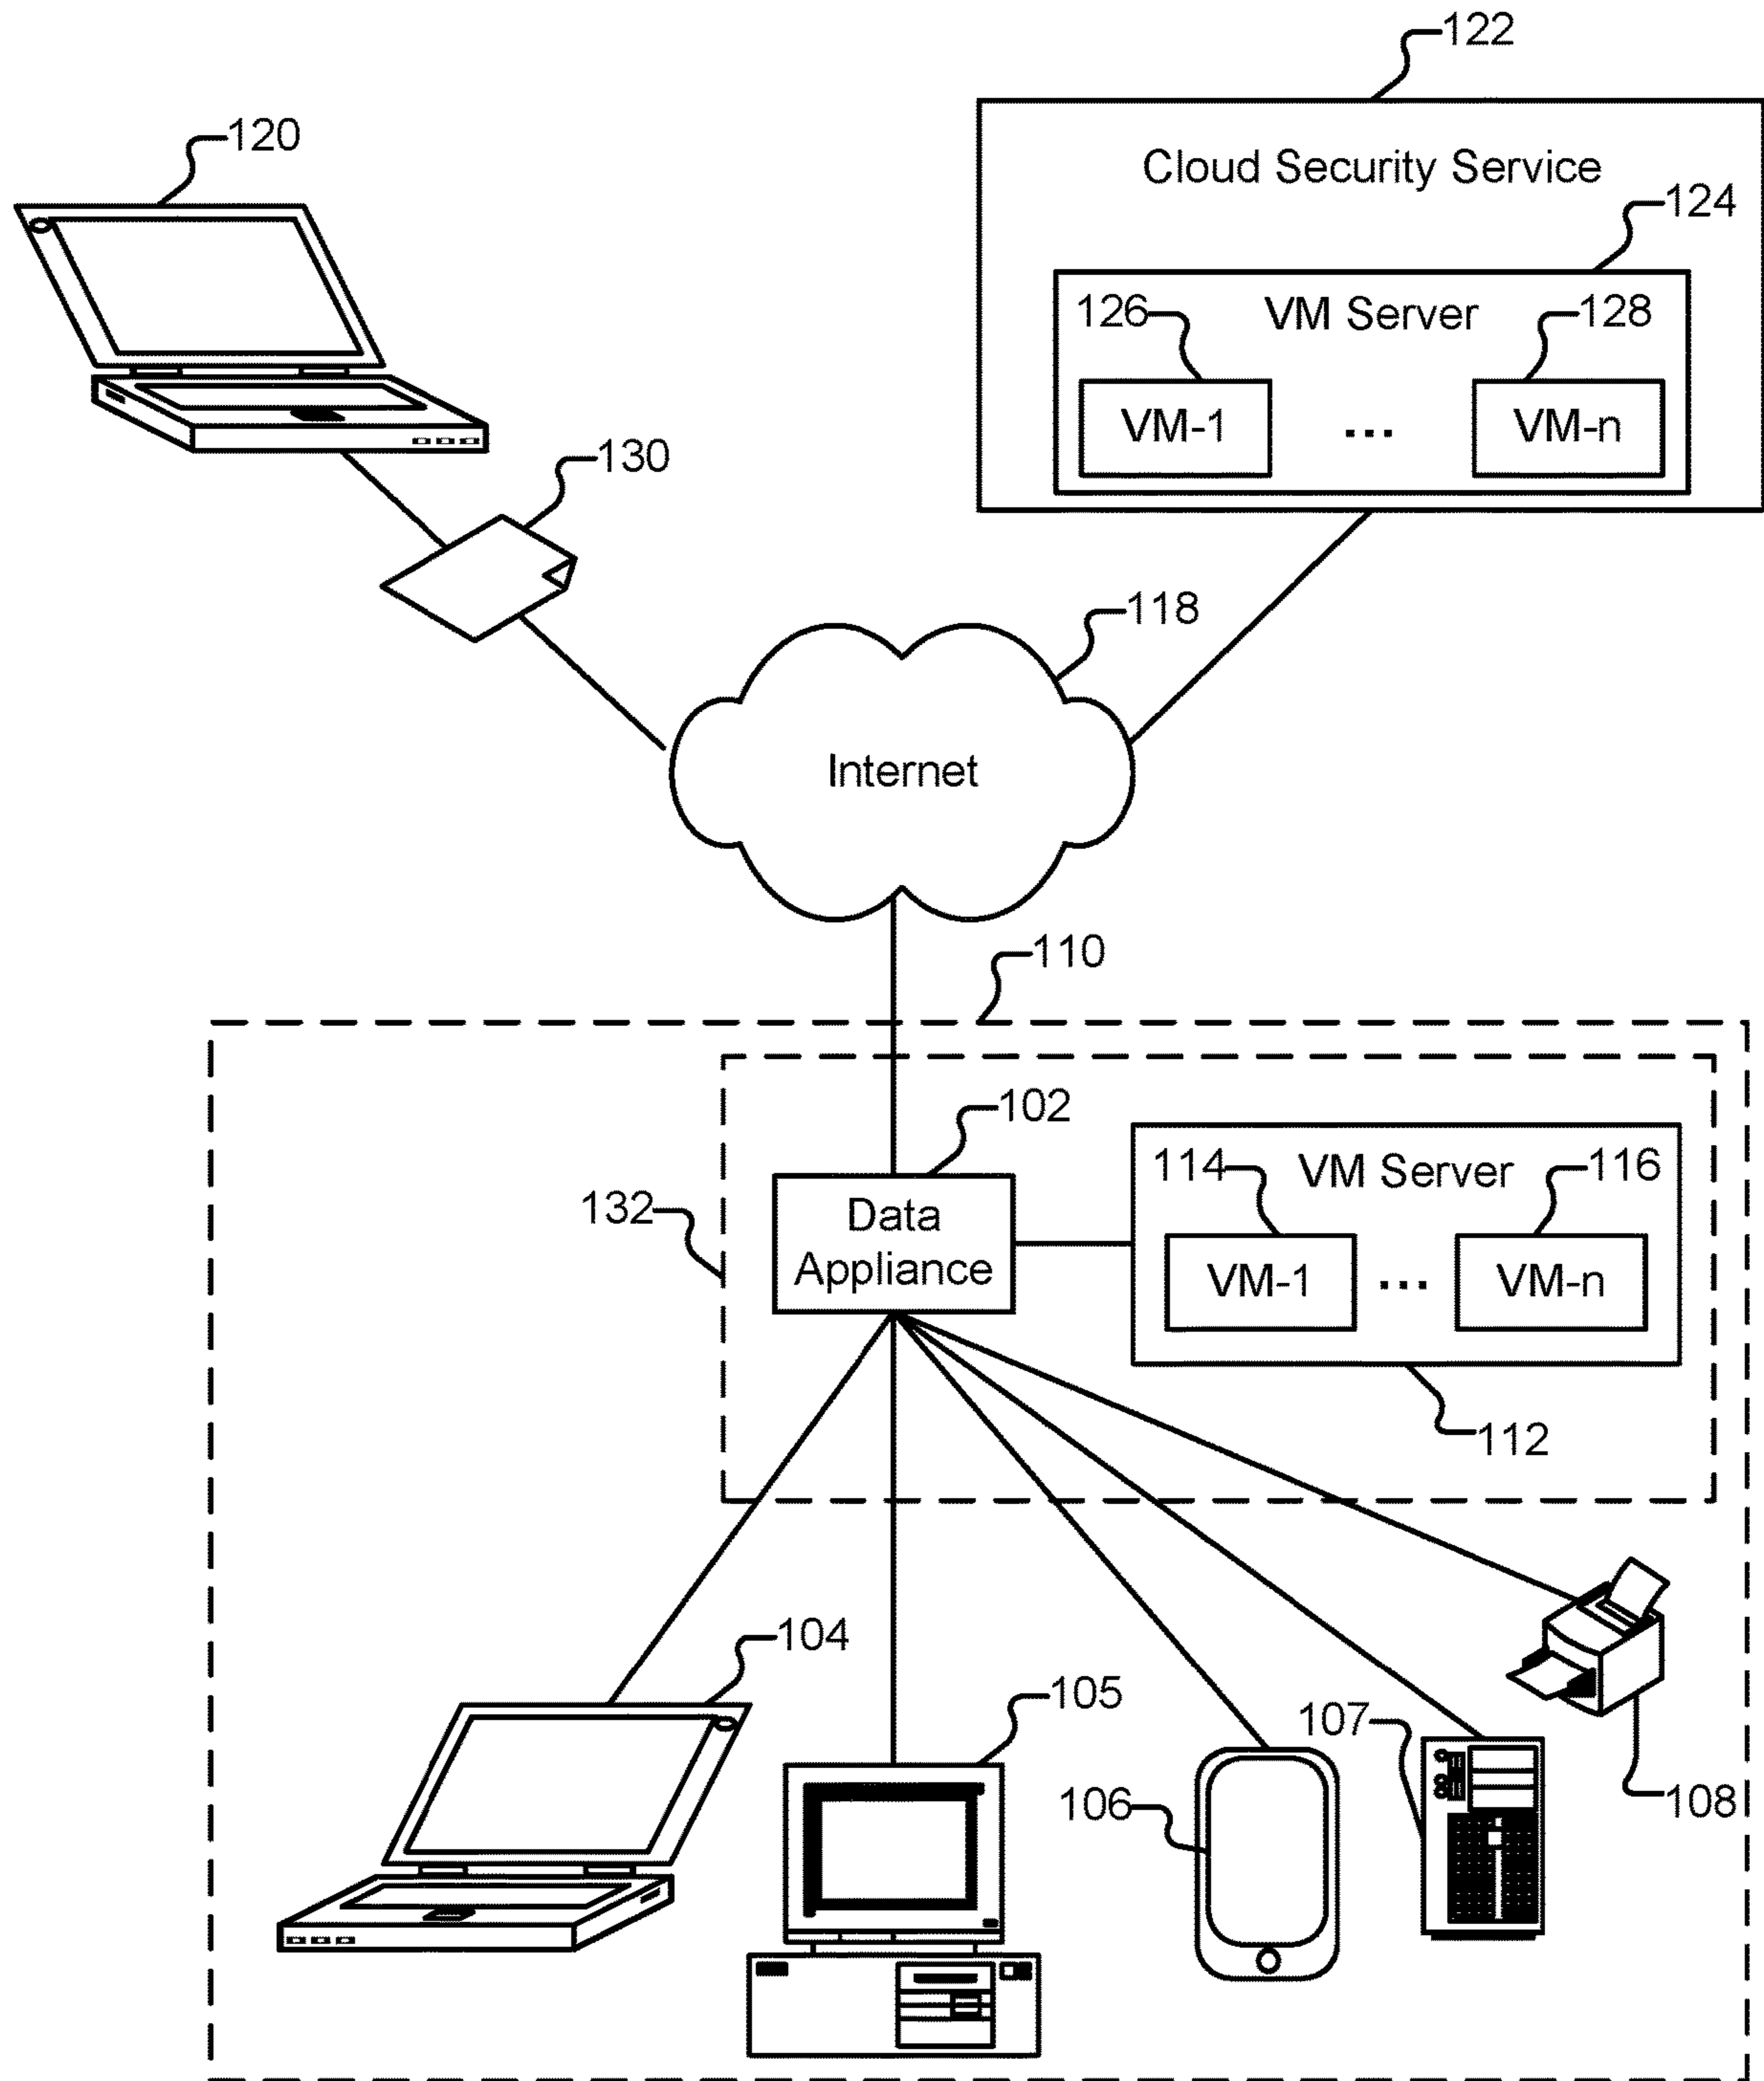 122
120
Cloud Security Service
124
126
VM Server
128
VM-1
...
VM-n
130
118
Internet
110
102
114
VM Server
116
132
Data
Appliance
VM-1
...
VM-n
112
104
105
107
106
108